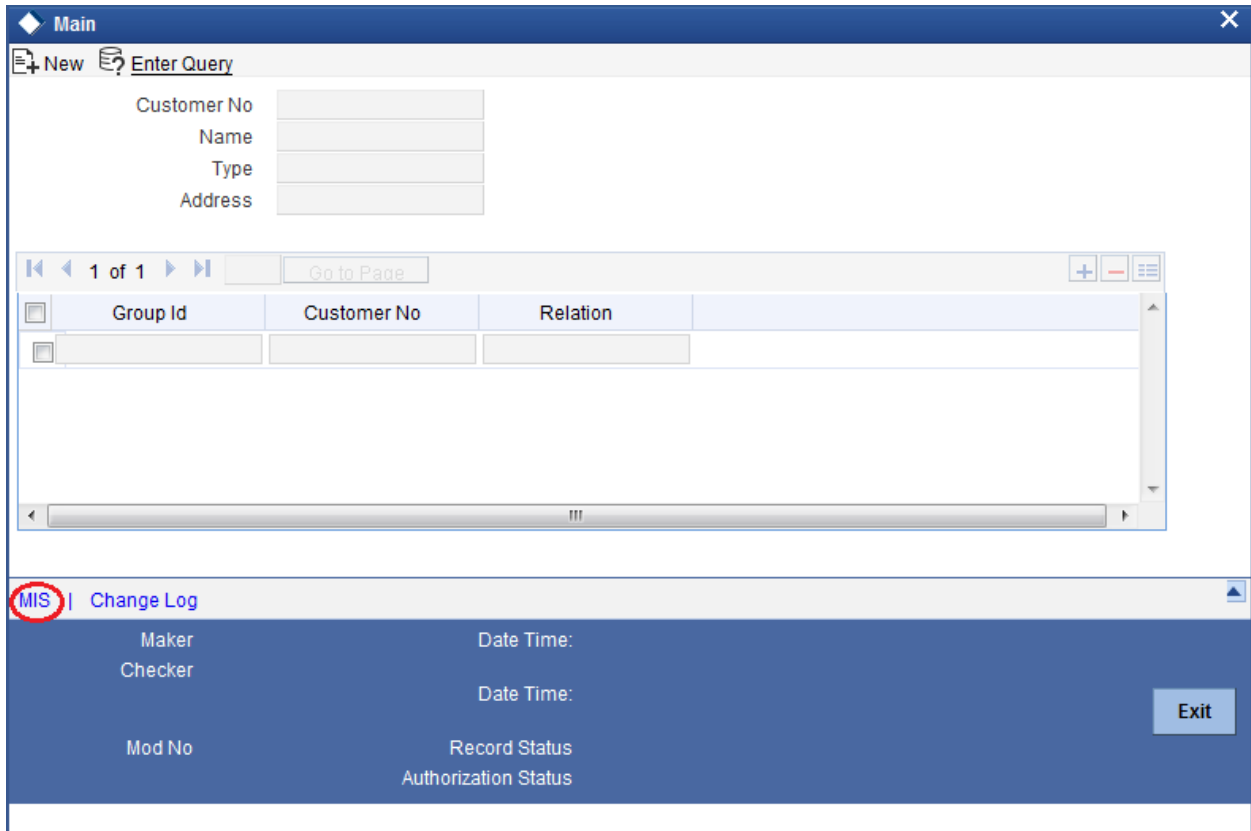 Main
New Enter Query
Customer No
Name
Type
Address
1 of 1 Go to Page
Group Id Customer No Relation
MIS | Change Log
Maker Date Time:
Checker
Date Time:
Exit
Mod No Record Status
Authorization Status